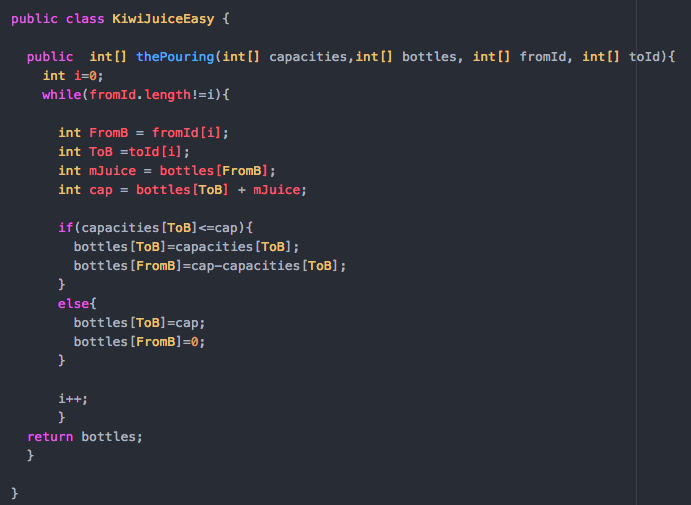 public class KiwiJuiceEasy {
public  int[] thePouring(int[] capacities,int[] bottles, int[] fromId, int[] toId){
int i=0;
while(fromId.length!=i){
int FromB = fromId[i];
int ToB =toId[i];
int mJuice = bottles[FromB];
int cap = bottles[ToB] + mJuice;
if(capacities[ToB]<=cap){
bottles[ToB]=capacities[ToB];
bottles[FromB]=cap-capacities[ToB];
}
else{
bottles[ToB]=cap;
bottles[FromB]=0;
}
i++;
}
return bottles;
}
}